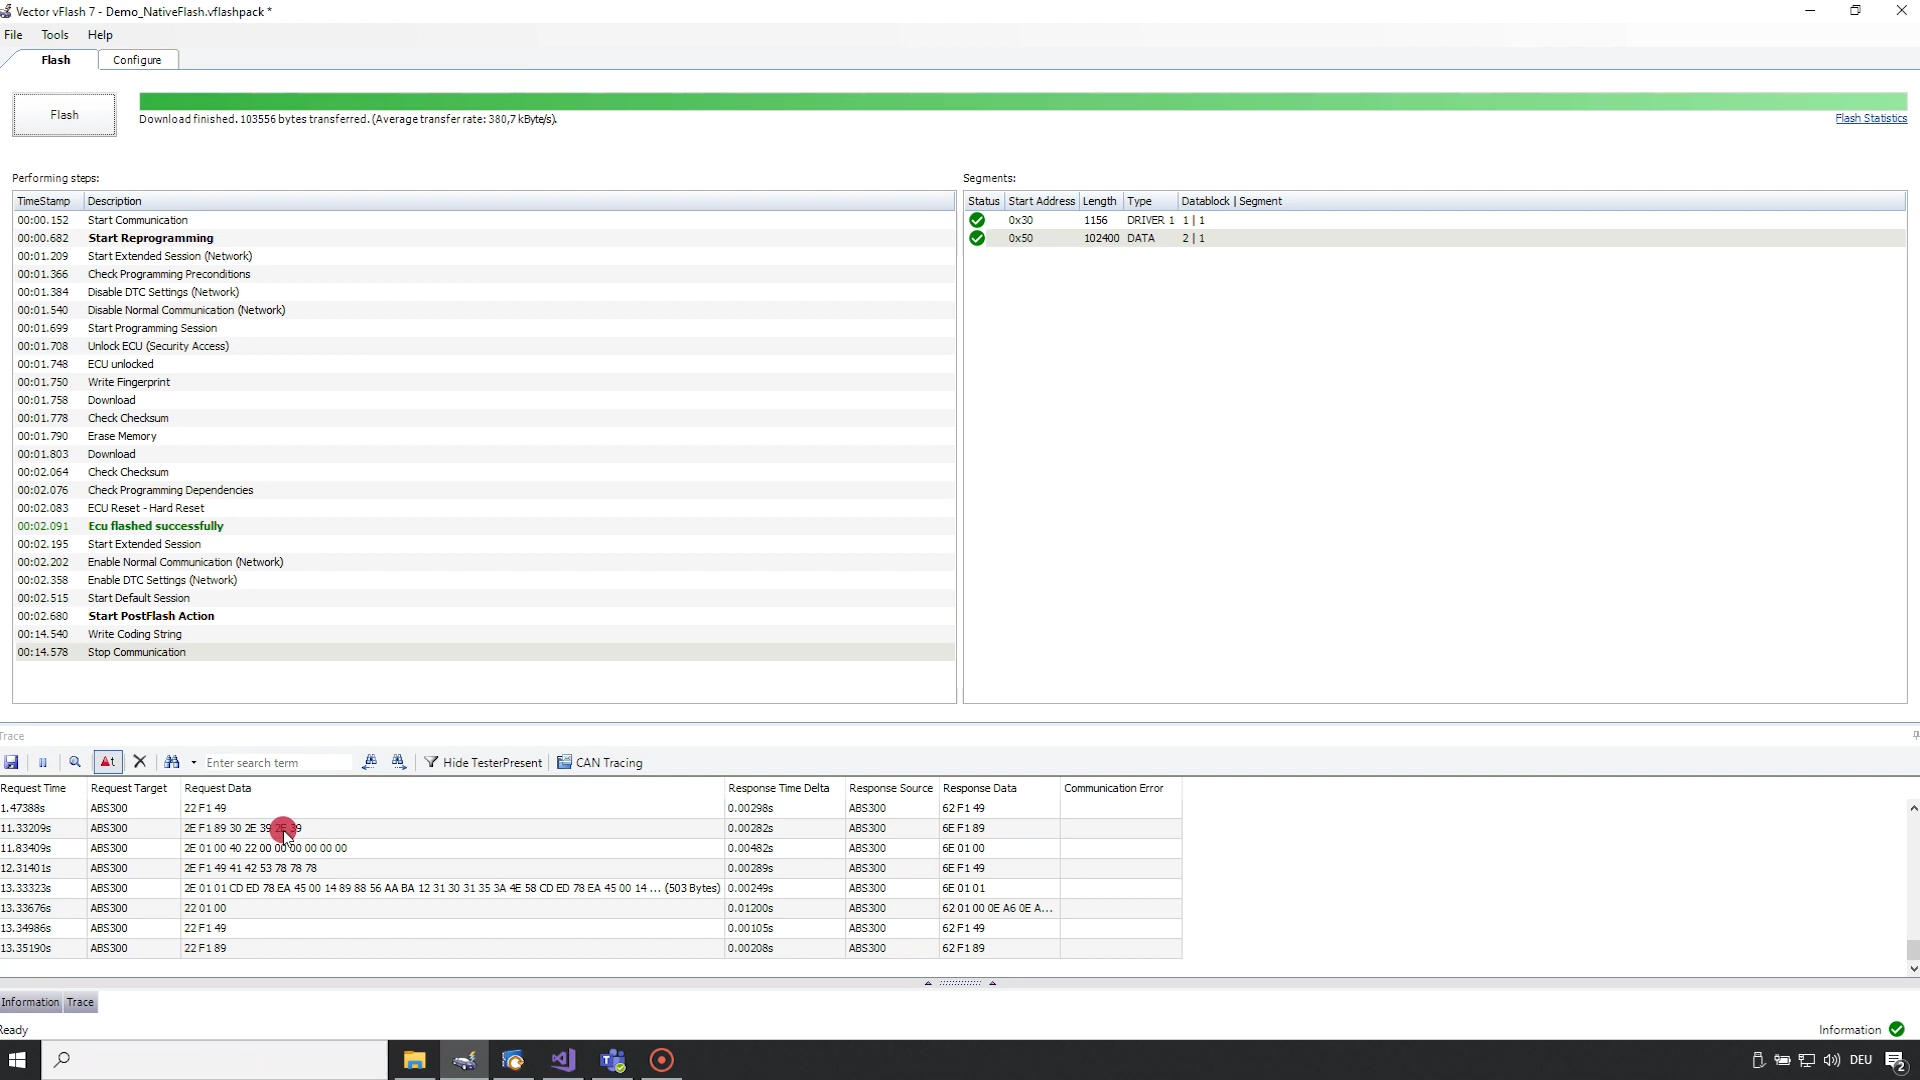 Vector vFlash 7 - Demo_NativeFlash.vflashpack *
File Tools Help
Flash Configure
Flash
Download finished. 103556 bytes transferred. (Average transfer rate: 380,7 kByte/s).
Flash Statistics
Performing steps:
TimeStamp Description
00:00.152 Start Communication
00:00.682 Start Reprogramming
00:01.209 Start Extended Session (Network)
00:01.366 Check Programming Preconditions
00:01.384 Disable DTC Settings (Network)
00:01.540 Disable Normal Communication (Network)
00:01.699 Start Programming Session
00:01.708 Unlock ECU (Security Access)
00:01.748 ECU unlocked
00:01.750 Write Fingerprint
00:01.758 Download
00:01.778 Check Checksum
00:01.790 Erase Memory
00:01.803 Download
00:02.064 Check Checksum
00:02.076 Check Programming Dependencies
00:02.083 ECU Reset - Hard Reset
00:02.091 Ecu flashed successfully
00:02.195 Start Extended Session
00:02.202 Enable Normal Communication (Network)
00:02.358 Enable DTC Settings (Network)
00:02.515 Start Default Session
00:02.680 Start PostFlash Action
00:14.540 Write Coding String
00:14.578 Stop Communication
Segments:
Status Start Address Length Type Datablock | Segment
0x30 1156 DRIVER 1 1 | 1
0x50 102400 DATA 2 | 1
Trace
Δt Enter search term Hide TesterPresent CAN Tracing
Request Time Request Target Request Data Response Time Delta Response Source Response Data Communication Error
1.47388s ABS300 22 F1 49 0.00298s ABS300 62 F1 49
11.33209s ABS300 2E F1 89 30 2E 39 2E 39 0.00282s ABS300 6E F1 89
11.83409s ABS300 2E 01 00 40 22 00 00 00 00 00 00 0.00482s ABS300 6E 01 00
12.31401s ABS300 2E F1 49 41 42 53 78 78 78 0.00289s ABS300 6E F1 49
13.33323s ABS300 2E 01 01 CD ED 78 EA 45 00 14 89 88 56 AA BA 12 31 30 31 35 3A 4E 58 CD ED 78 EA 45 00 14 ... (503 Bytes) 0.00249s ABS300 6E 01 01
13.33676s ABS300 22 01 00 0.01200s ABS300 62 01 00 0E A6 0E A...
13.34986s ABS300 22 F1 49 0.00105s ABS300 62 F1 49
13.35190s ABS300 22 F1 89 0.00208s ABS300 62 F1 89
Information Trace
Ready
Information
DEU
2